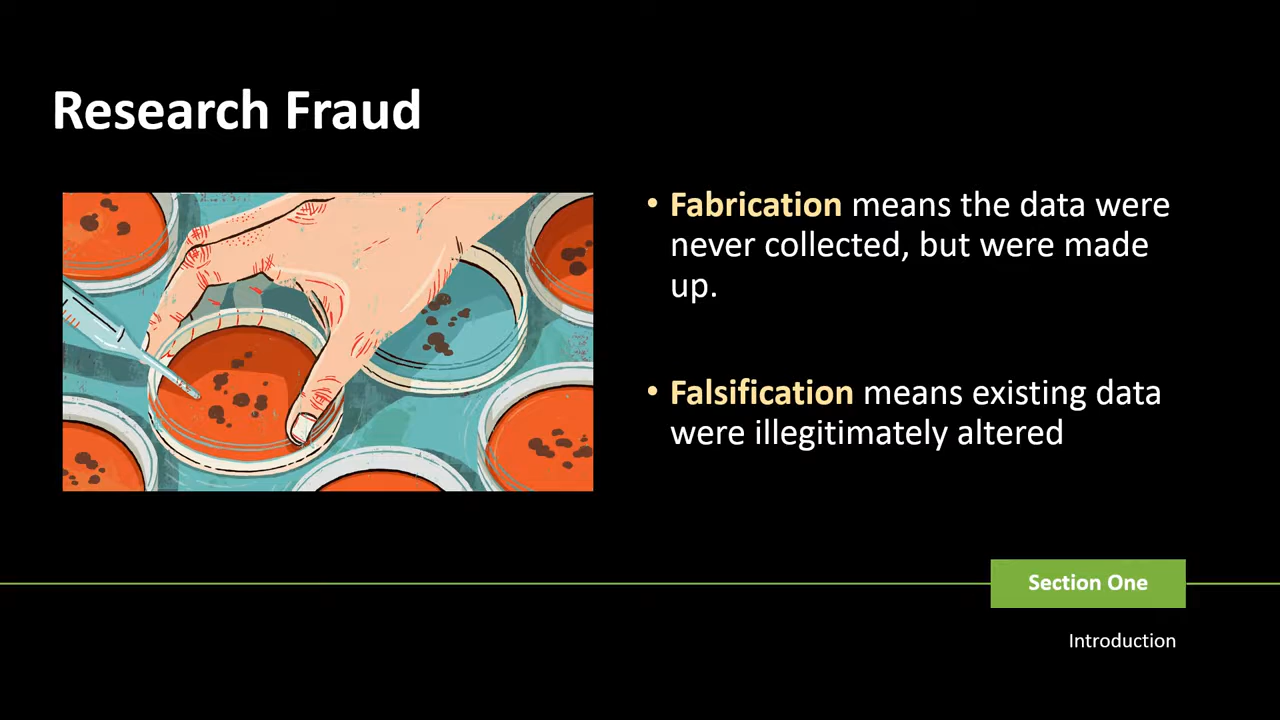 Research Fraud
• Fabrication means the data were
never collected, but were made
up.
• Falsification means existing data
were illegitimately altered
Section One
Introduction